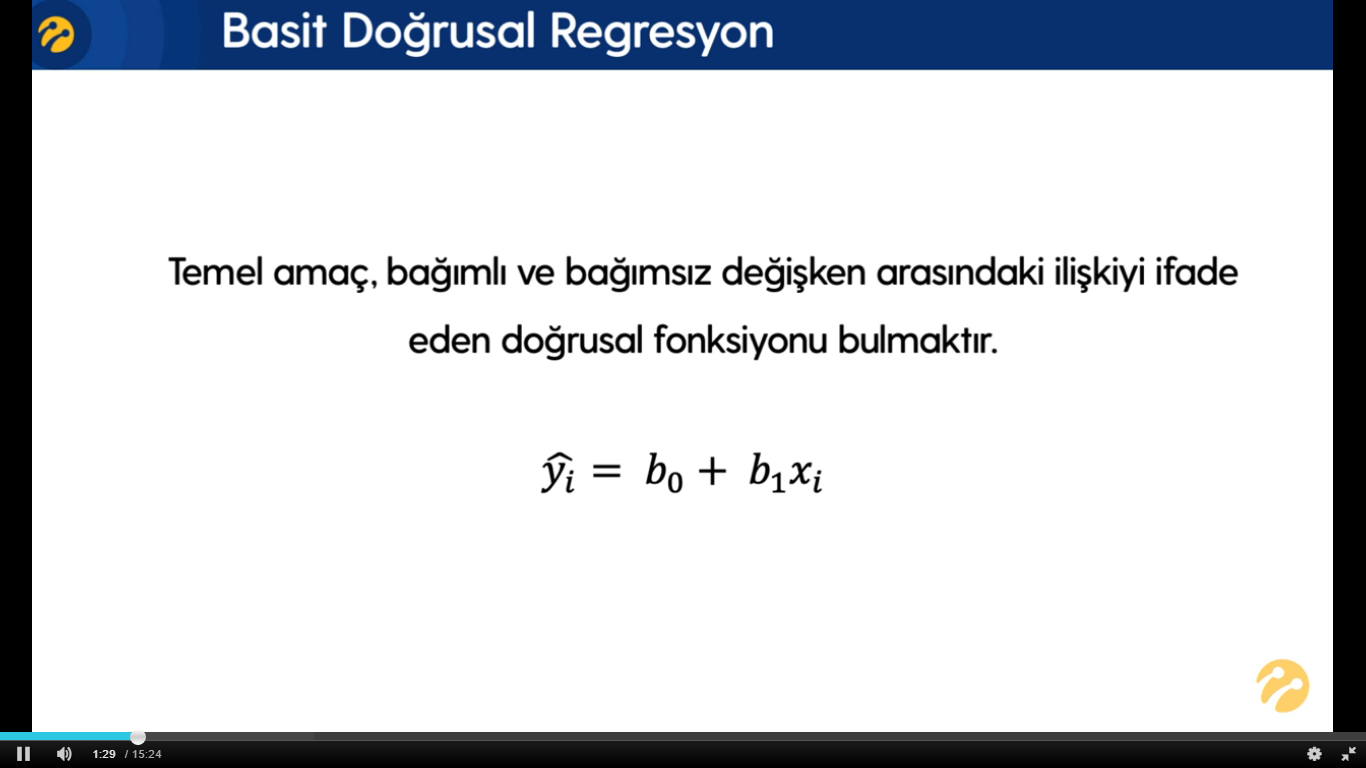 Basit Doğrusal Regresyon
Temel amaç, bağımlı ve bağımsız değişken arasındaki ilişkiyi ifade
eden doğrusal fonksiyonu bulmaktır.
ŷᵢ = b₀ + b₁xᵢ
1:29 / 15:24